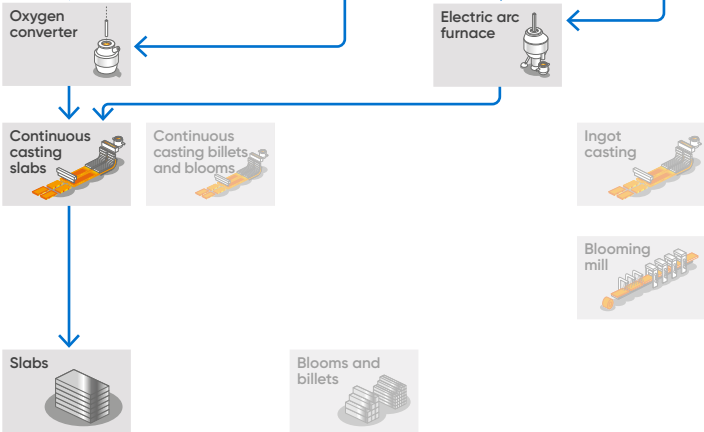 Oxygen
converter
Electric arc
furnace
Continuous
casting
slabs
Continuous
casting billets
and blooms
Ingot
casting
Blooming
mill
Slabs
Blooms and
billets